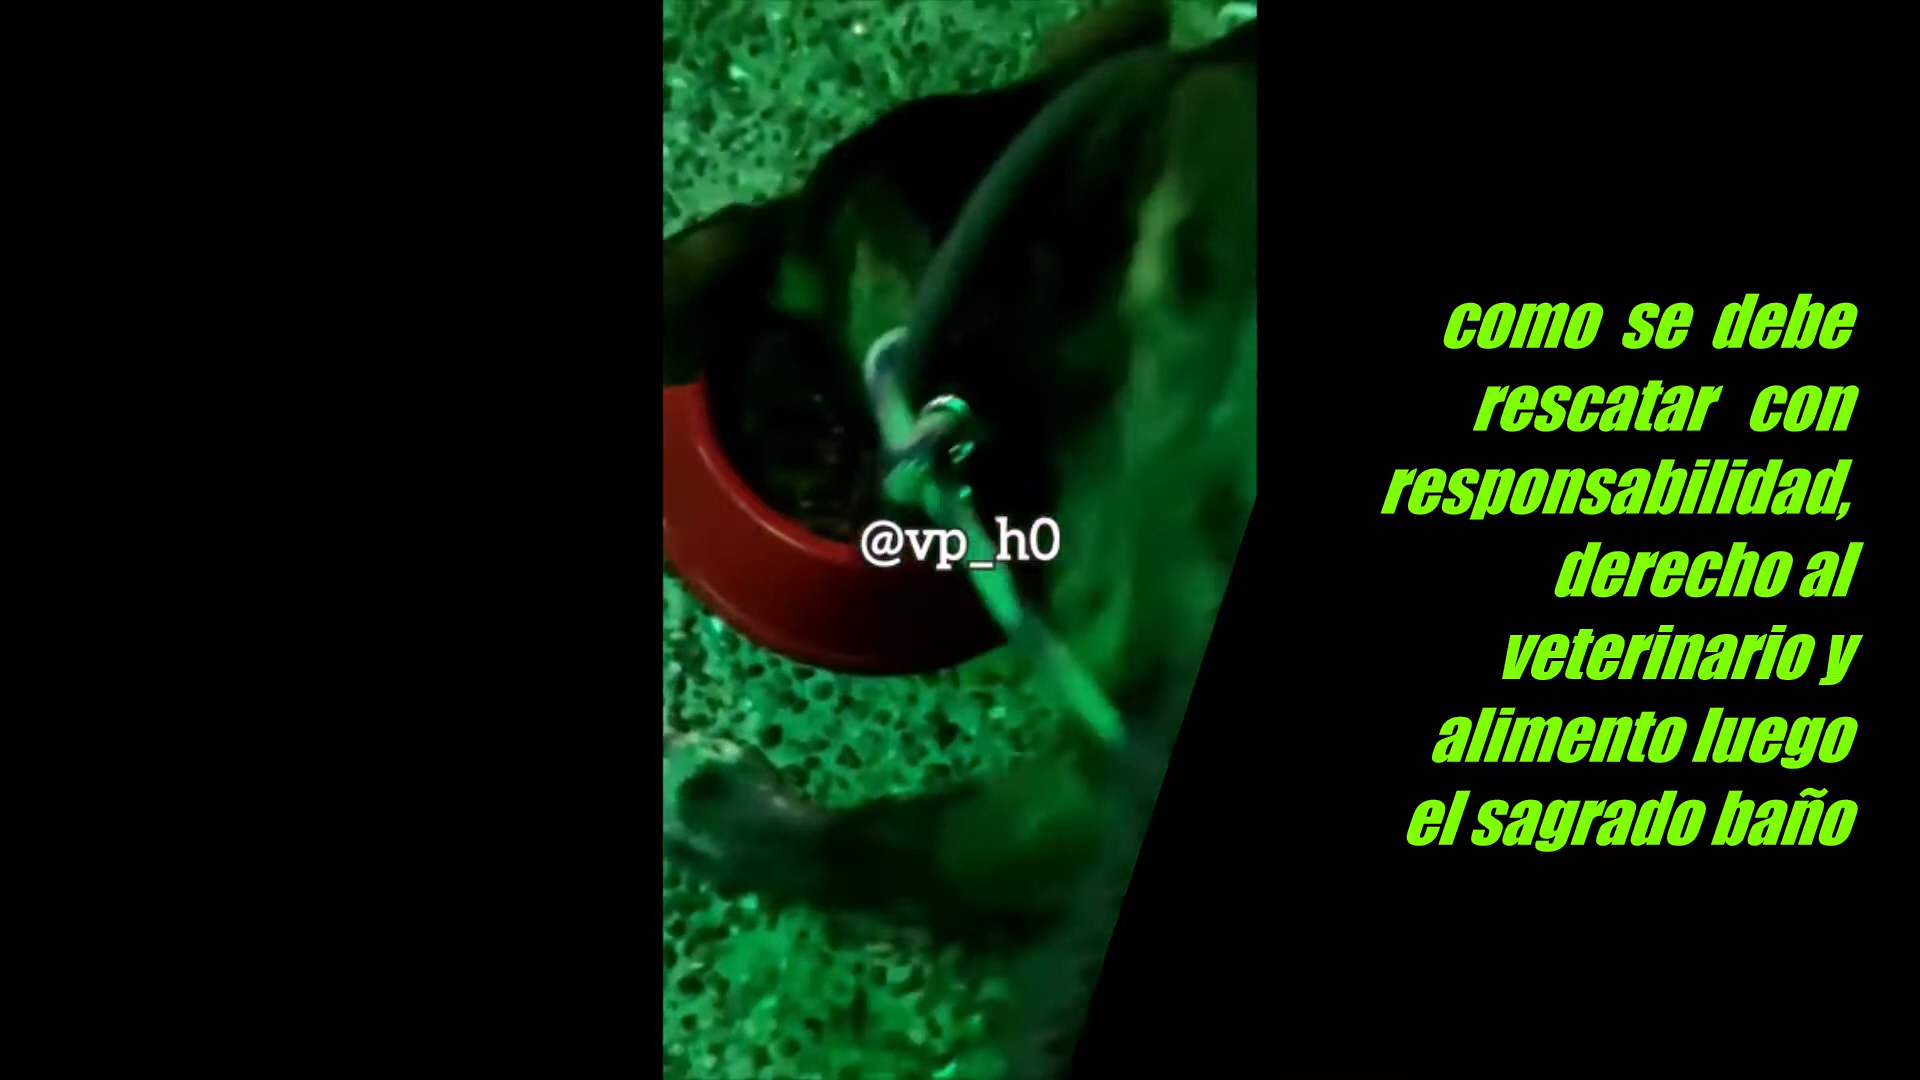 @vp_h0
como se debe
rescatar con
responsabilidad,
derecho al
veterinario y
alimento luego
el sagrado baño